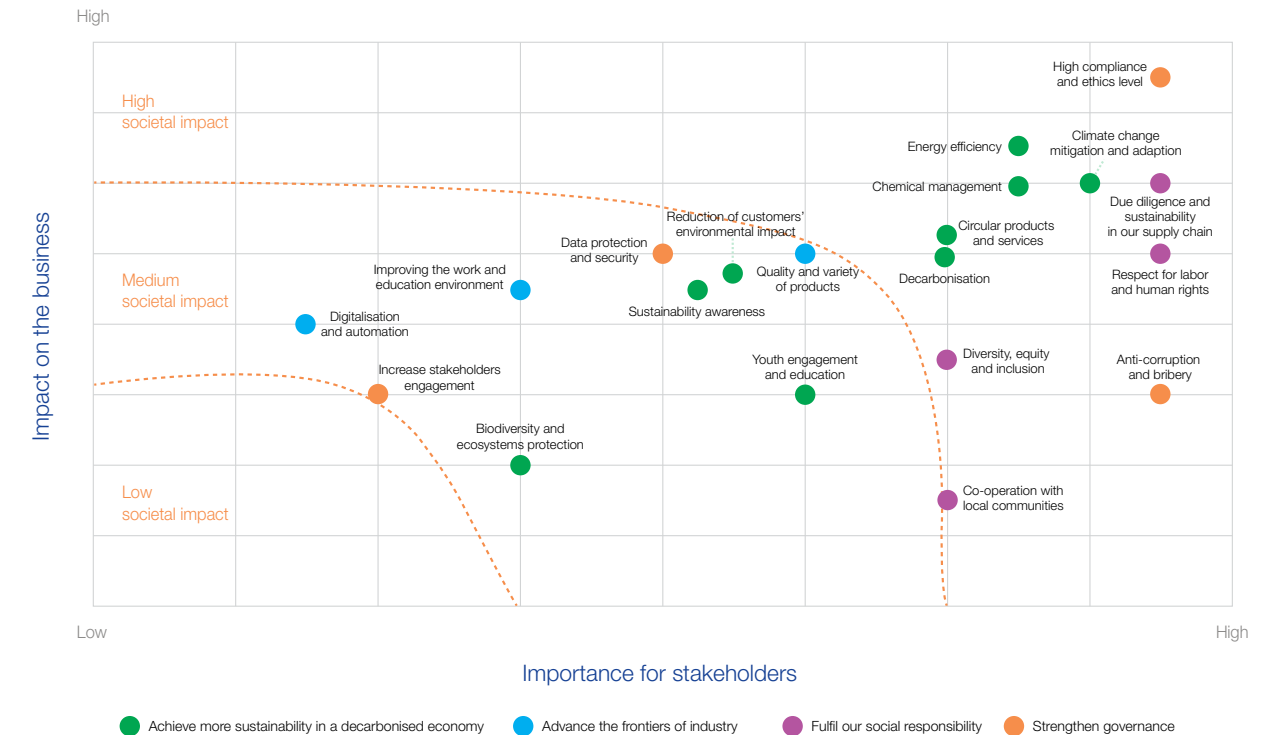 High
High compliance
and ethics level
High
societal impact
Climate change
mitigation and adaption
Energy efficiency
Chemical management
Due diligence and
sustainability
in our supply chain
Reduction of customers’
environmental impact
Circular products
and services
Data protection
and security
Improving the work and
education environment
Quality and variety
of products
Decarbonisation
Respect for labor
and human rights
Medium
societal impact
Sustainability awareness
Digitalisation
and automation
Increase stakeholders
engagement
Youth engagement
and education
Diversity, equity
and inclusion
Anti-corruption
and bribery
Biodiversity and
ecosystems protection
Low
societal impact
Co-operation with
local communities
Impact on the business
Low
High
Importance for stakeholders
Achieve more sustainability in a decarbonised economy
Advance the frontiers of industry
Fulfil our social responsibility
Strengthen governance